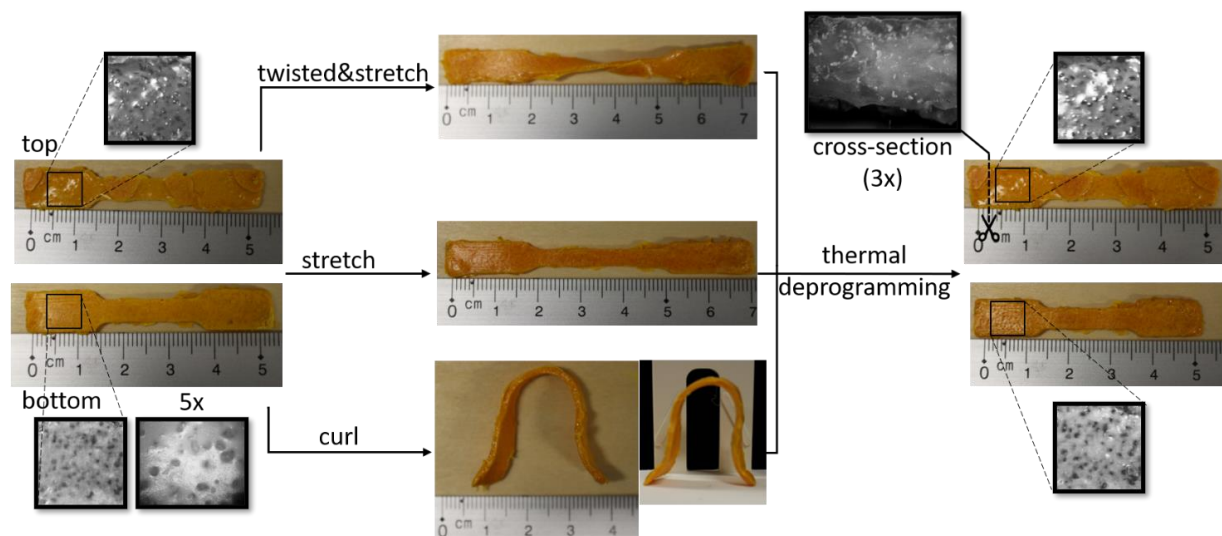 twisted&stretch
cm
0 1 2 3 4 5 6 7
top
cm
0 1 2 3 4 5
stretch
cm
0 1 2 3 4 5 6 7
cm
0 1 2 3 4 5
bottom
5x
curl
cm
0 1 2 3 4
cross-section
(3x)
m
0 1 2 3 4 5
thermal
deprogramming
cm
0 1 2 3 4 5